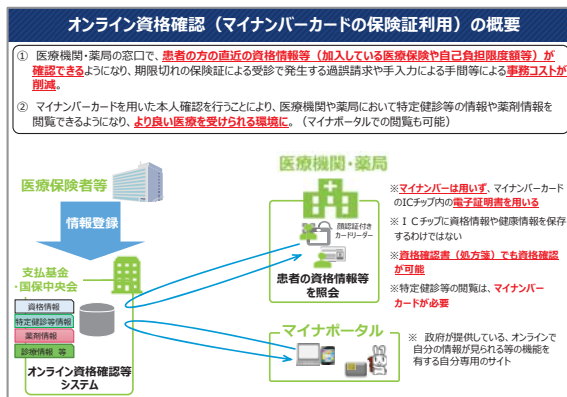 オンライン資格確認（マイナンバーカードの保険証利用）の概要
① 医療機関・薬局の窓口で、患者の方の直近の資格情報等（加入している医療保険や自己負担限度額等）が
確認できるようになり、期限切れの保険証による受診で発生する過誤請求や手入力による手間等による事務コストが
削減。
② マイナンバーカードを用いた本人確認を行うことにより、医療機関や薬局において特定健診等の情報や薬剤情報を
閲覧できるようになり、より良い医療を受けられる環境に。（マイナポータルでの閲覧も可能）
医療保険者等
情報登録
支払基金
・国保中央会
資格情報
特定健診等情報
薬剤情報
診療情報 等
オンライン資格確認等
システム
医療機関・薬局
顔認証付き
カードリーダー
患者の資格情報等
を照会
マイナポータル
※マイナンバーは用いず、マイナンバーカード
のICチップ内の電子証明書を用いる
※ＩＣチップに資格情報や健康情報を保存
するわけではない
※資格確認書（処方箋）でも資格確認
が可能
※特定健診等の閲覧は、マイナンバー
カードが必要
※ 政府が提供している、オンラインで
自分の情報が見られる等の機能を
有する自分専用のサイト